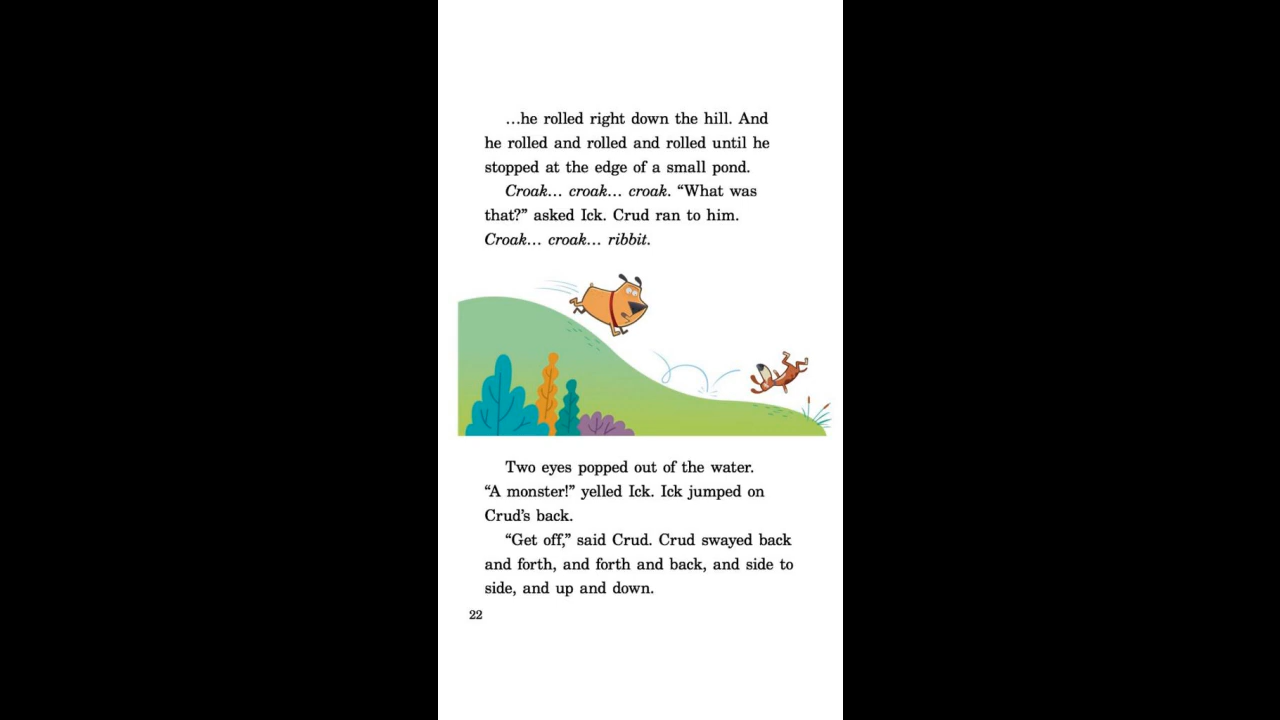 …he rolled right down the hill. And
he rolled and rolled and rolled until he
stopped at the edge of a small pond.
Croak… croak… croak. “What was
that?” asked Ick. Crud ran to him.
Croak… croak… ribbit.
Two eyes popped out of the water.
“A monster!” yelled Ick. Ick jumped on
Crud’s back.
“Get off,” said Crud. Crud swayed back
and forth, and forth and back, and side to
side, and up and down.
22